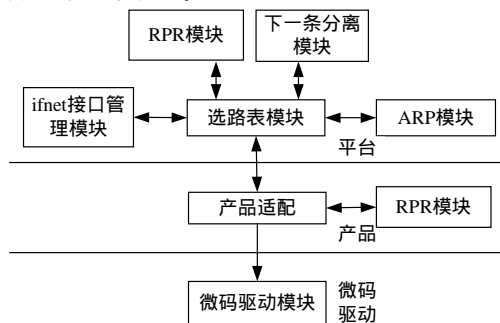 RPR模块
下一条分离
模块
ifnet接口管
理模块
选路表模块
ARP模块
平台
产品适配
RPR模块
产品
微码驱动模块
微码
驱动